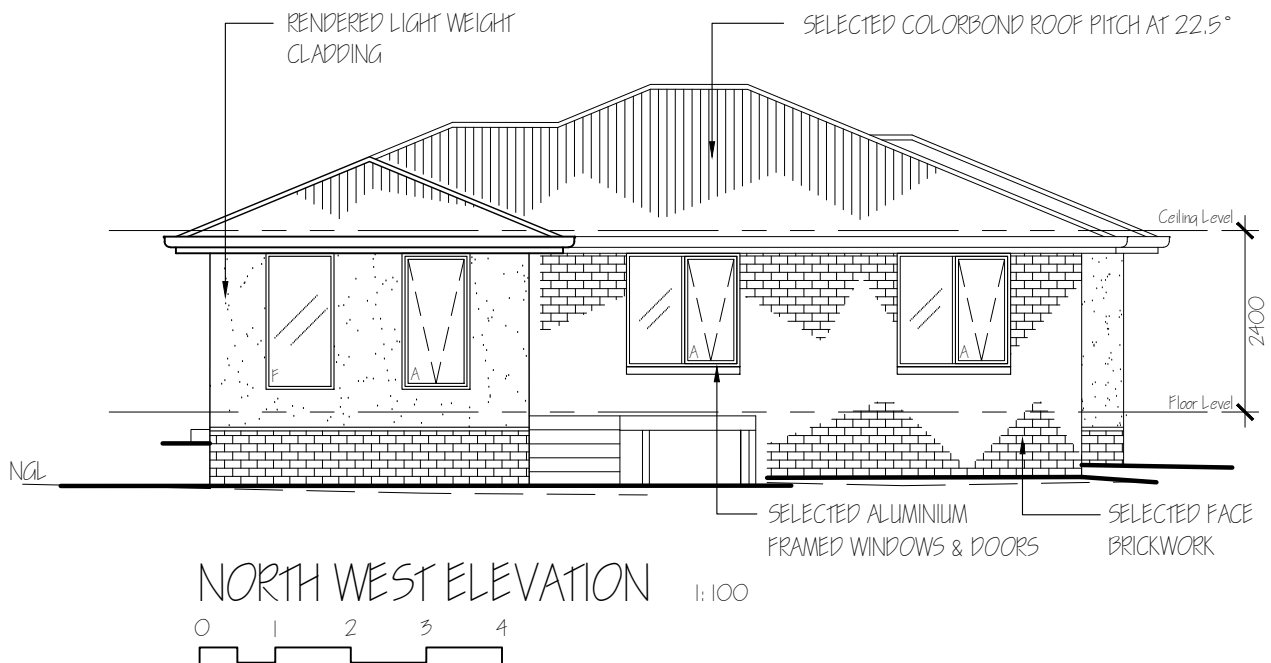 RENDERED LIGHT WEIGHT
CLADDING
SELECTED COLORBOND ROOF PITCH AT 22.5°
Ceiling Level
2400
F
A
A
A
Floor Level
NGL
SELECTED ALUMINIUM
FRAMED WINDOWS & DOORS
SELECTED FACE
BRICKWORK
NORTH WEST ELEVATION 1:100
0 1 2 3 4